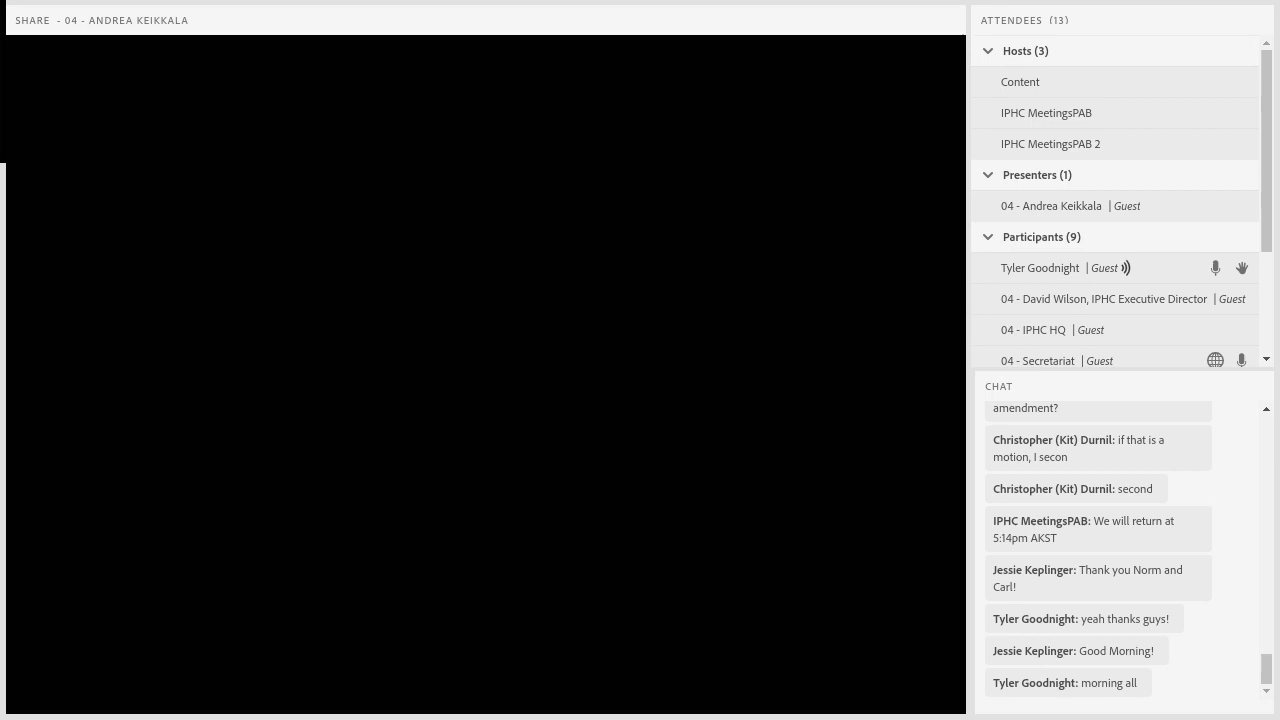 SHARE - 04 - ANDREA KEIKKALA
ATTENDEES (13)
Hosts (3)
Content
IPHC MeetingsPAB
IPHC MeetingsPAB 2
Presenters (1)
04 - Andrea Keikkala | Guest
Participants (9)
Tyler Goodnight | Guest
04 - David Wilson, IPHC Executive Director | Guest
04 - IPHC HQ | Guest
04 - Secretariat | Guest
CHAT
amendment?
Christopher (Kit) Durnil: if that is a
motion, I secon
Christopher (Kit) Durnil: second
IPHC MeetingsPAB: We will return at
5:14pm AKST
Jessie Keplinger: Thank you Norm and
Carl!
Tyler Goodnight: yeah thanks guys!
Jessie Keplinger: Good Morning!
Tyler Goodnight: morning all